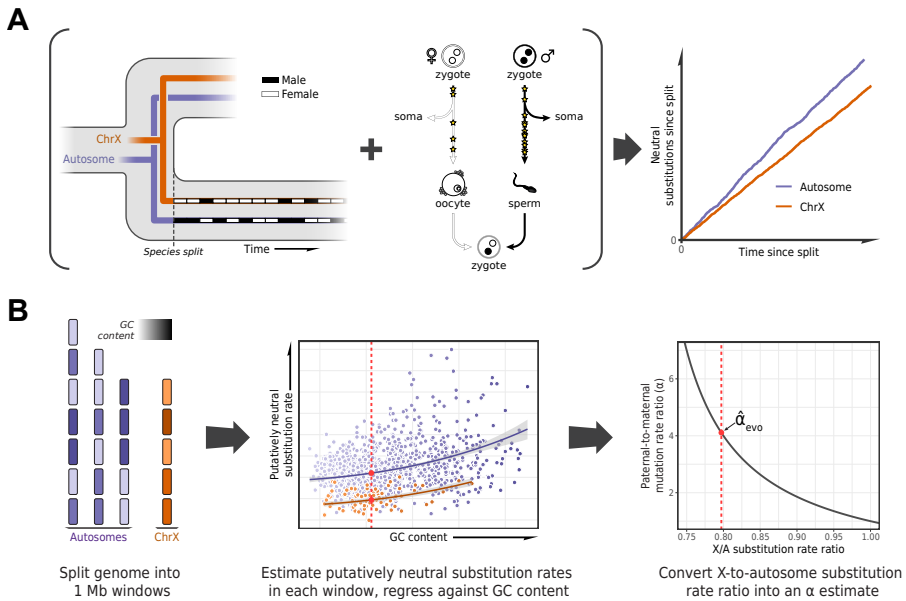 A
Male
Female
ChrX
Autosome
Species split
Time
zygote
zygote
soma
soma
oocyte
sperm
zygote
Neutral
substitutions since split
Autosome
ChrX
0
0
Time since split
B
GC
content
Autosomes
ChrX
Split genome into
1 Mb windows
Putatively neutral
substitution rate
GC content
Estimate putatively neutral substitution rates
in each window, regress against GC content
Paternal-to-maternal
mutation rate ratio (α)
6
4
2
α̂evo
0.75 0.80 0.85 0.90 0.95 1.00
X/A substitution rate ratio
Convert X-to-autosome substitution
rate ratio into an α estimate